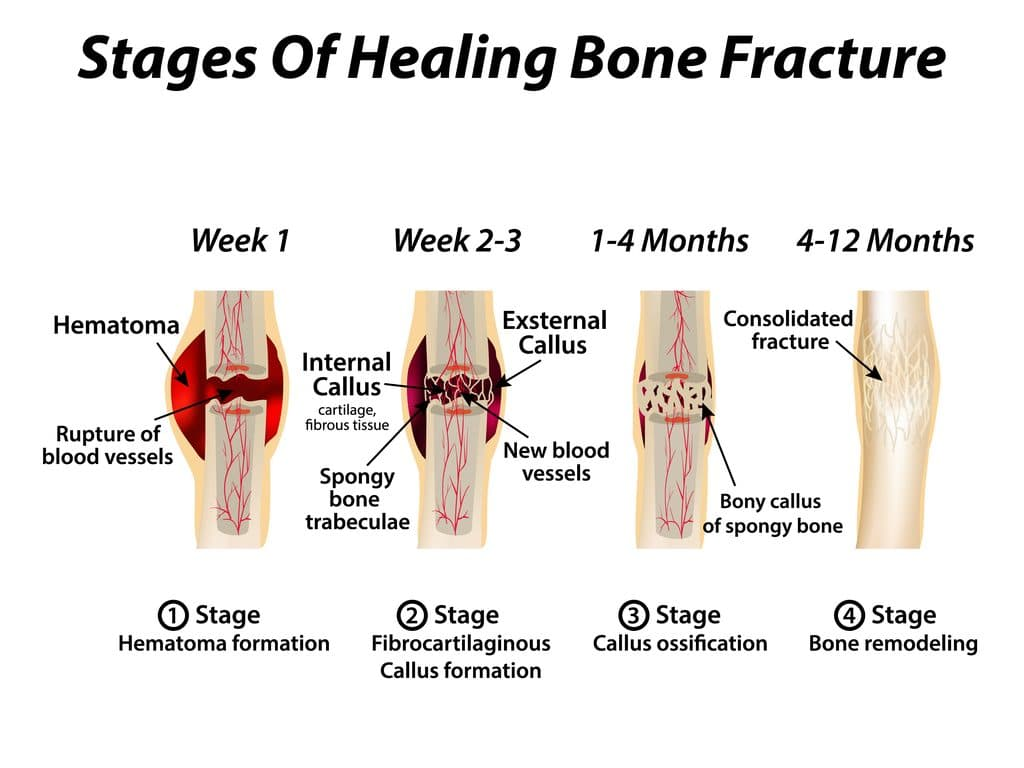 Stages Of Healing Bone Fracture
Week 1
Week 2-3
1-4 Months
4-12 Months
Hematoma
Rupture of
blood vessels
Internal
Callus
cartilage,
fibrous tissue
Spongy
bone
trabeculae
Exsternal
Callus
New blood
vessels
Bony callus
of spongy bone
Consolidated
fracture
1 Stage
Hematoma formation
2 Stage
Fibrocartilaginous
Callus formation
3 Stage
Callus ossification
4 Stage
Bone remodeling